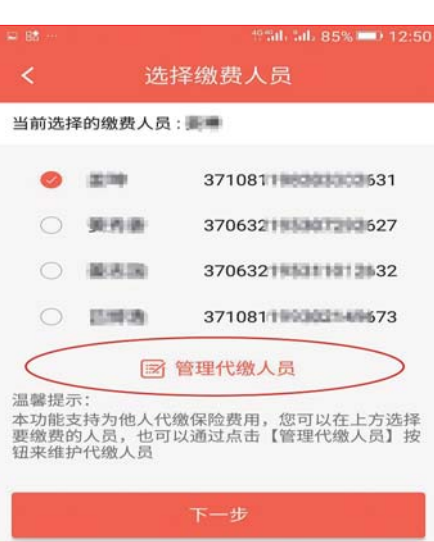 85% 12:50
选择缴费人员
当前选择的缴费人员：
371081 631
370632 627
370632 632
371081 673
管理代缴人员
温馨提示：
本功能支持为他人代缴保险费用，您可以在上方选择
要缴费的人员，也可以通过点击【管理代缴人员】按
钮来维护代缴人员
下一步